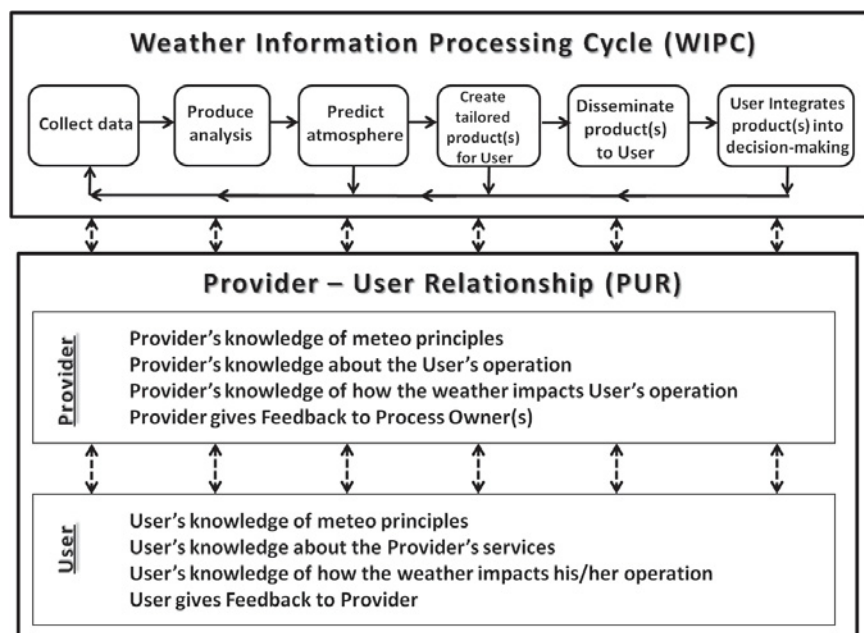 Weather Information Processing Cycle (WIPC)
Collect data
Produce
analysis
Predict
atmosphere
Create
tailored
product(s)
for User
Disseminate
product(s)
to User
User Integrates
product(s) into
decision-making
Provider – User Relationship (PUR)
Provider
Provider's knowledge of meteo principles
Provider's knowledge about the User's operation
Provider's knowledge of how the weather impacts User's operation
Provider gives Feedback to Process Owner(s)
User
User's knowledge of meteo principles
User's knowledge about the Provider's services
User's knowledge of how the weather impacts his/her operation
User gives Feedback to Provider